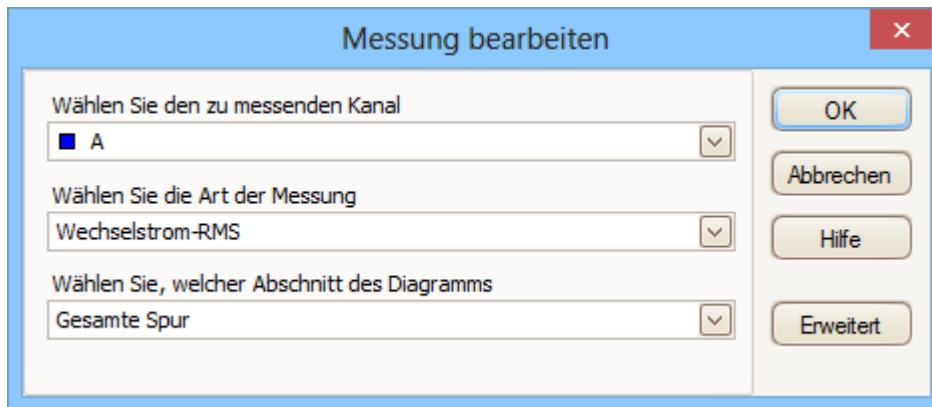 Messung bearbeiten
Wählen Sie den zu messenden Kanal
A
Wählen Sie die Art der Messung
Wechselstrom-RMS
Wählen Sie, welcher Abschnitt des Diagramms
Gesamte Spur
OK
Abbrechen
Hilfe
Erweitert